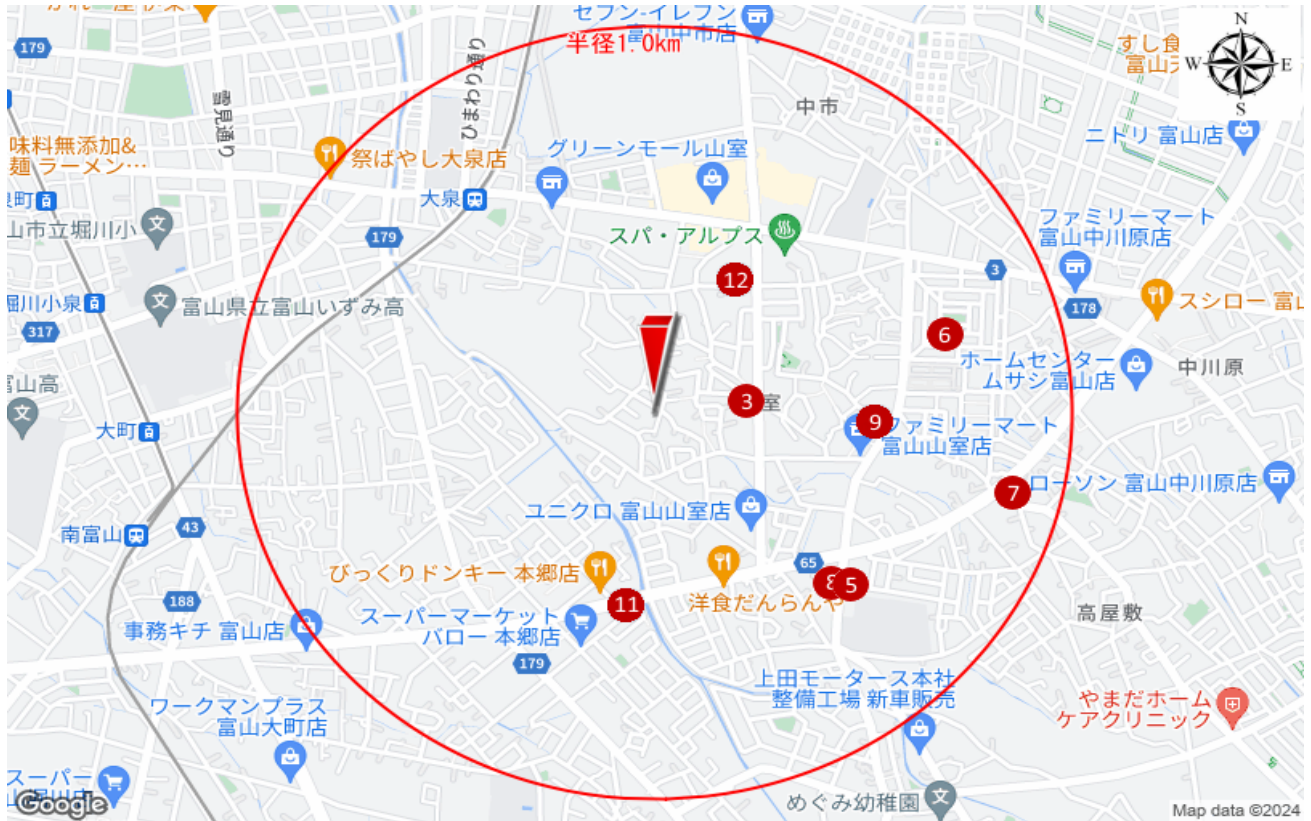 セブン-イレブン
富山中市店
半径1.0km
N
W
E
S
すし食
富山
179
雪見通り
ひまわり通り
中市
味料無添加&
麺 ラーメン…
祭ばやし大泉店
グリーンモール山室
ニトリ 富山店
大泉
山市立堀川小
179
スパ・アルプス
ファミリーマート
富山中川原店
12
3
178
スシロー 富山
堀川小泉
富山県立富山いずみ高
317
6
ホームセンター
ムサシ富山店
中川原
富山高
大町
3
室
9
ファミリーマート
富山山室店
7
ローソン 富山中川原店
南富山
43
ユニクロ 富山山室店
びっくりドンキー 本郷店
65
8
5
洋食だんらんや
11
188
事務キチ 富山店
スーパーマーケット
バロー 本郷店
179
高屋敷
ワークマンプラス
富山大町店
上田モータース本社
整備工場 新車販売
やまだホーム
ケアクリニック
スーパー
Google
めぐみ幼稚園
Map data ©2024